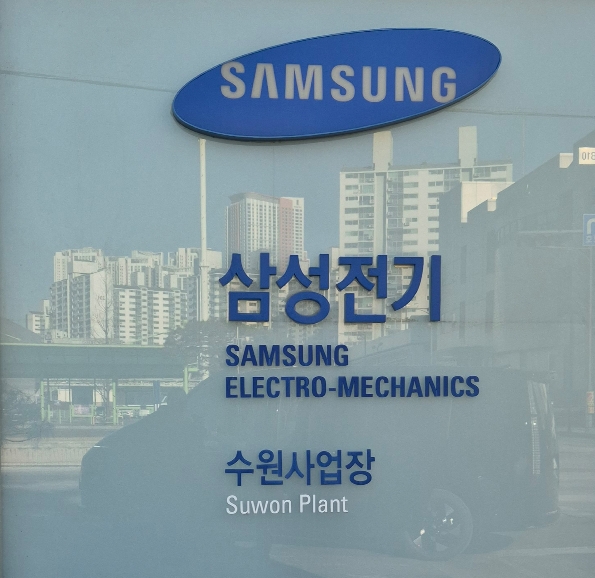 SAMSUNG
삼성전기
SAMSUNG
ELECTRO-MECHANICS
수원사업장
Suwon Plant